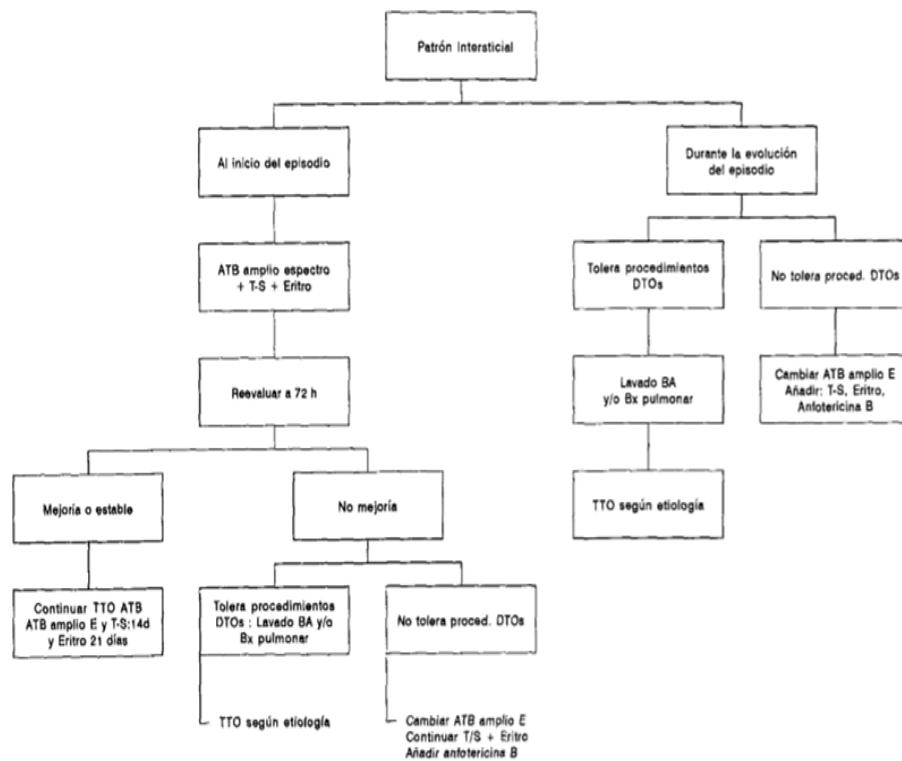 Patrón Intersticial
Al inicio del episodio
Durante la evolución
del episodio
ATB amplio espectro
+ T-S + Eritro
Tolera procedimientos
DTOs
No tolera proced. DTOs
Reevaluar a 72 h
Lavado BA
y/o Bx pulmonar
Cambiar ATB amplio E
Añadir: T-S, Eritro,
Anfotericina B
Mejoría o estable
No mejoría
TTO según etiología
Continuar TTO ATB
ATB amplio E y T-S:14d
y Eritro 21 días
Tolera procedimientos
DTOs : Lavado BA y/o
Bx pulmonar
No tolera proced. DTOs
TTO según etiología
Cambiar ATB amplio E
Continuar T/S + Eritro
Añadir anfotericina B